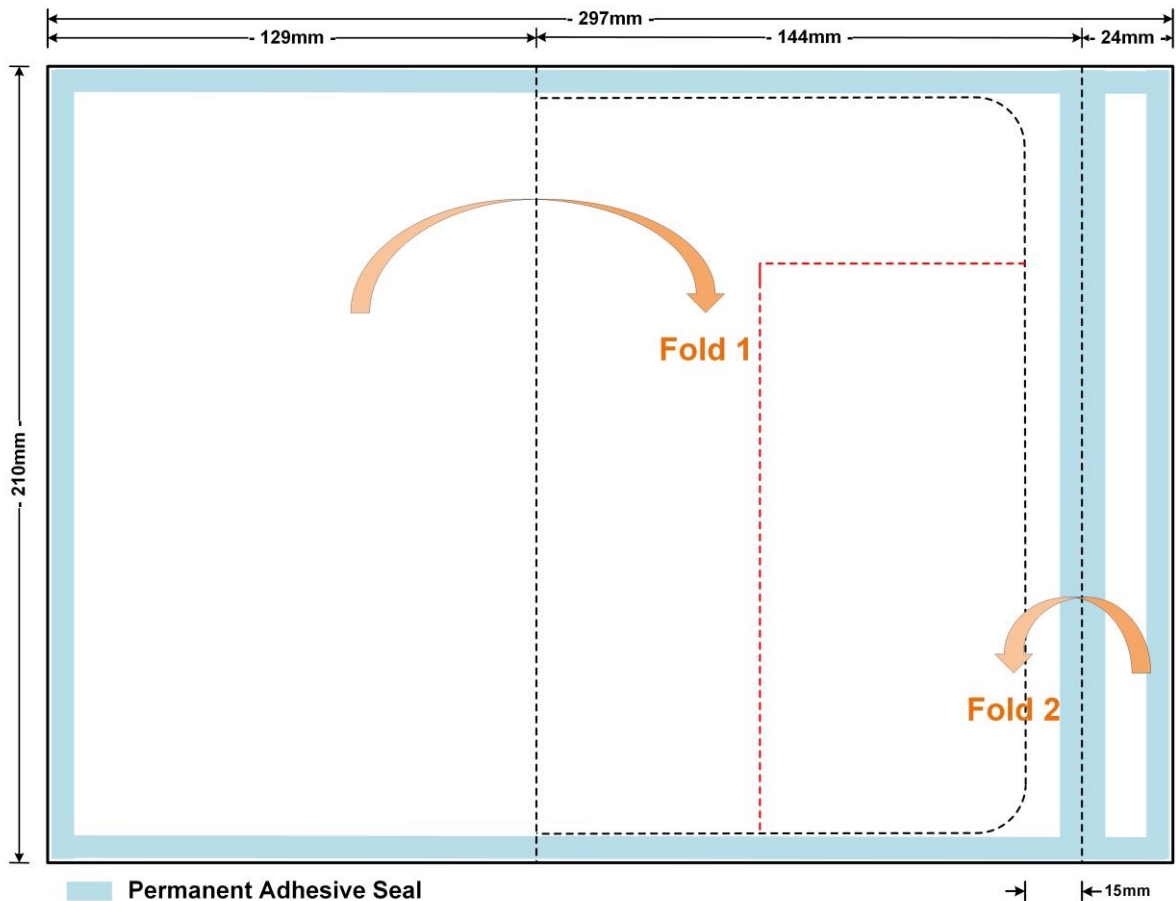 - 297mm -
- 129mm -
- 144mm -
- 24mm -
Fold 1
- 210mm -
Fold 2
Permanent Adhesive Seal
15mm